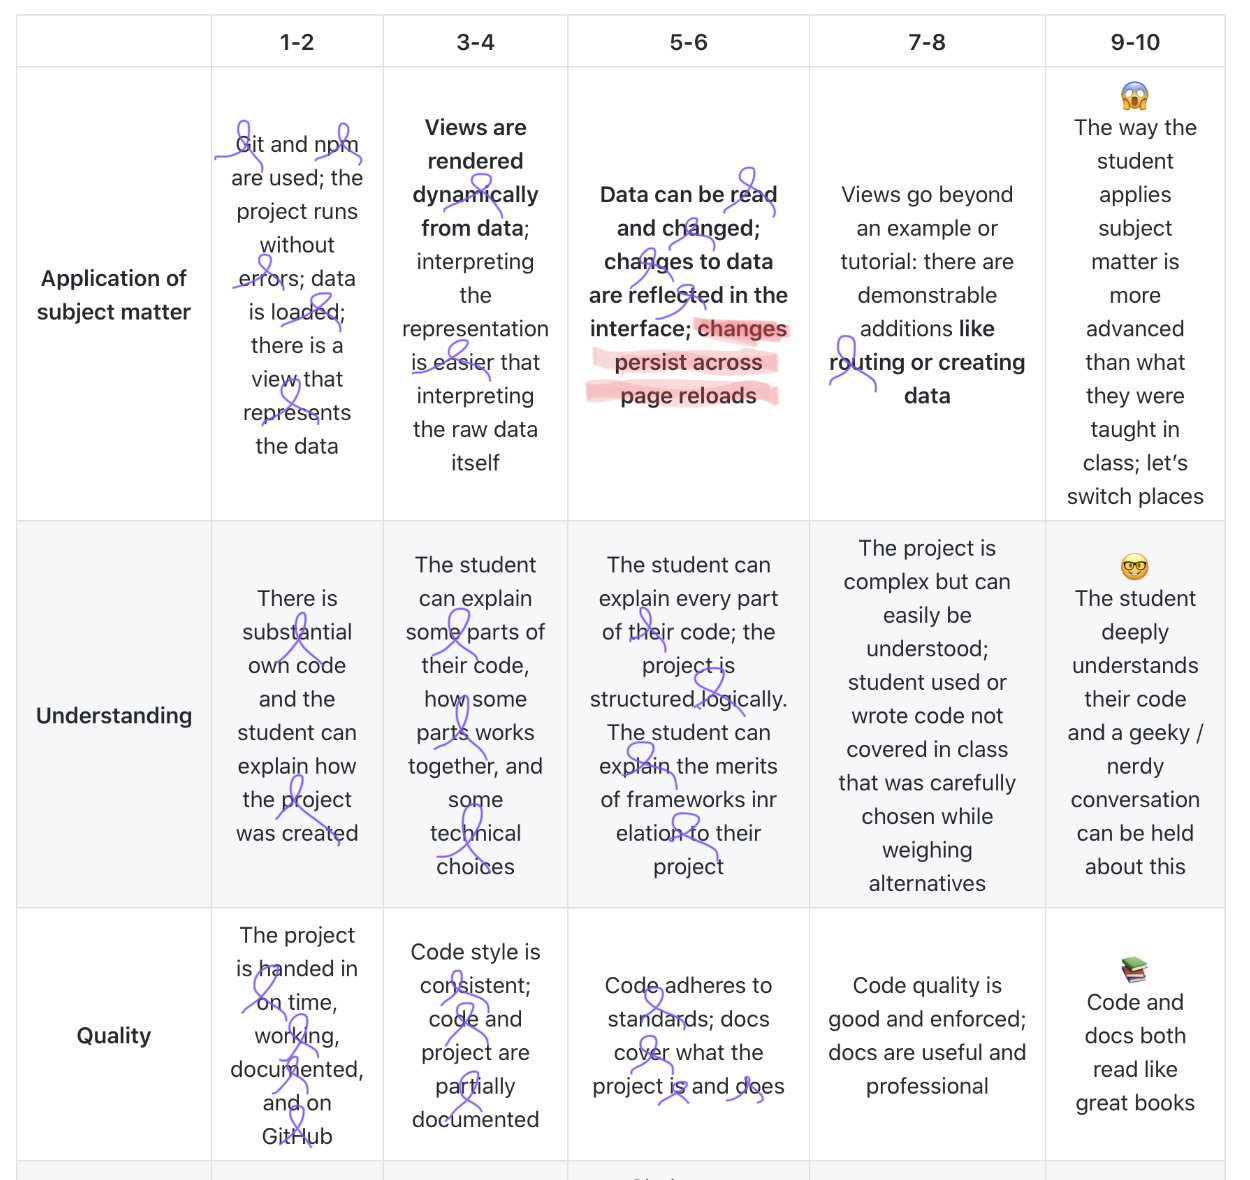 1-2
3-4
5-6
7-8
9-10
Application of
subject matter
Git and npm
are used; the
project runs
without
errors; data
is loaded;
there is a
view that
represents
the data
Views are
rendered
dynamically
from data;
interpreting
the
representation
is easier that
interpreting
the raw data
itself
Data can be read
and changed;
changes to data
are reflected in the
interface; changes
persist across
page reloads
Views go beyond
an example or
tutorial: there are
demonstrable
additions like
routing or creating
data
😱
The way the
student
applies
subject
matter is
more
advanced
than what
they were
taught in
class; let’s
switch places
Understanding
There is
substantial
own code
and the
student can
explain how
the project
was created
The student
can explain
some parts of
their code,
how some
parts works
together, and
some
technical
choices
The student can
explain every part
of their code; the
project is
structured logically.
The student can
explain the merits
of frameworks inr
elation to their
project
The project is
complex but can
easily be
understood;
student used or
wrote code not
covered in class
that was carefully
chosen while
weighing
alternatives
🤓
The student
deeply
understands
their code
and a geeky /
nerdy
conversation
can be held
about this
Quality
The project
is handed in
on time,
working,
documented,
and on
GitHub
Code style is
consistent;
code and
project are
partially
documented
Code adheres to
standards; docs
cover what the
project is and does
Code quality is
good and enforced;
docs are useful and
professional
📚
Code and
docs both
read like
great books